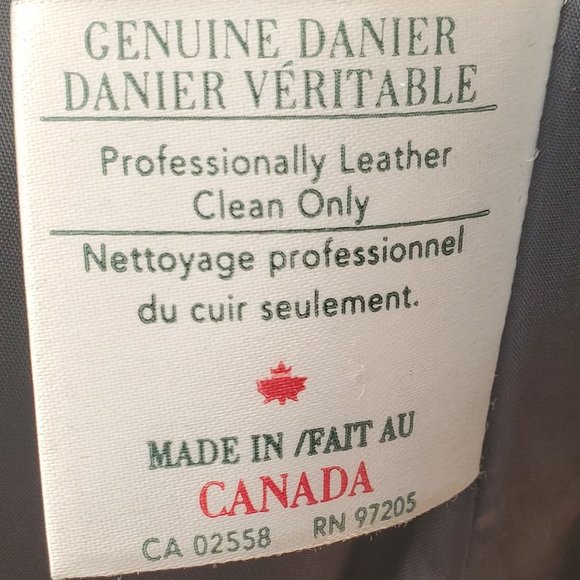 GENUINE DANIER
DANIER VÉRITABLE
Professionally Leather
Clean Only
Nettoyage professionnel
du cuir seulement.
MADE IN /FAIT AU
CANADA
CA 02558 RN 97205